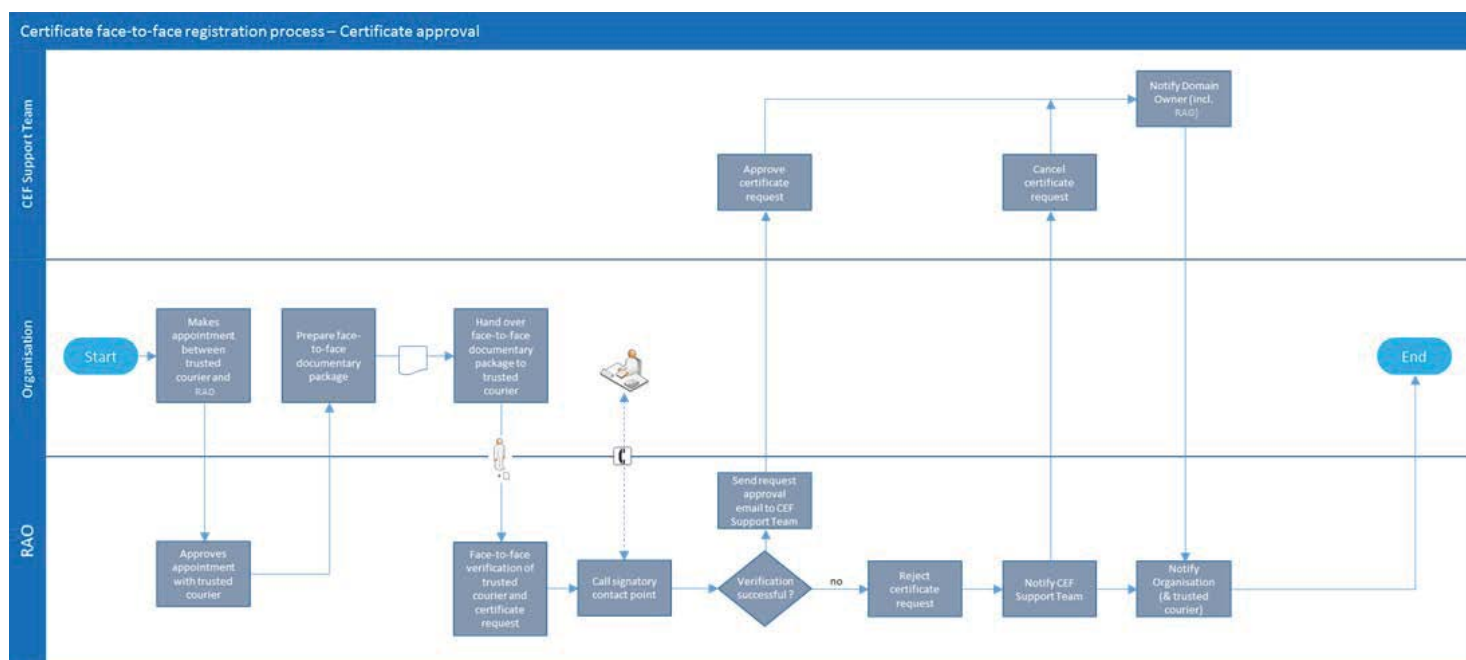 Certificate face-to-face registration process – Certificate approval
CEF Support Team
Notify Domain
Owner (incl.
RAO)
Approve
certificate
request
Cancel
certificate
request
Organisation
Start
Makes
appointment
between
trusted
courier and RAO
Prepare face-
to-face
documentary
package
Hand over
face-to-face
documentary
package to
trusted
courier
End
RAO
Approves
appointment
with trusted
courier
Face-to-face
verification of
trusted
courier and
certificate
request
Call signatory
contact point
Send request
approval
email to CEF
Support Team
Verification
successful ?
no
Reject
certificate
request
Notify CEF
Support Team
Notify
Organisation
(& trusted
courier)